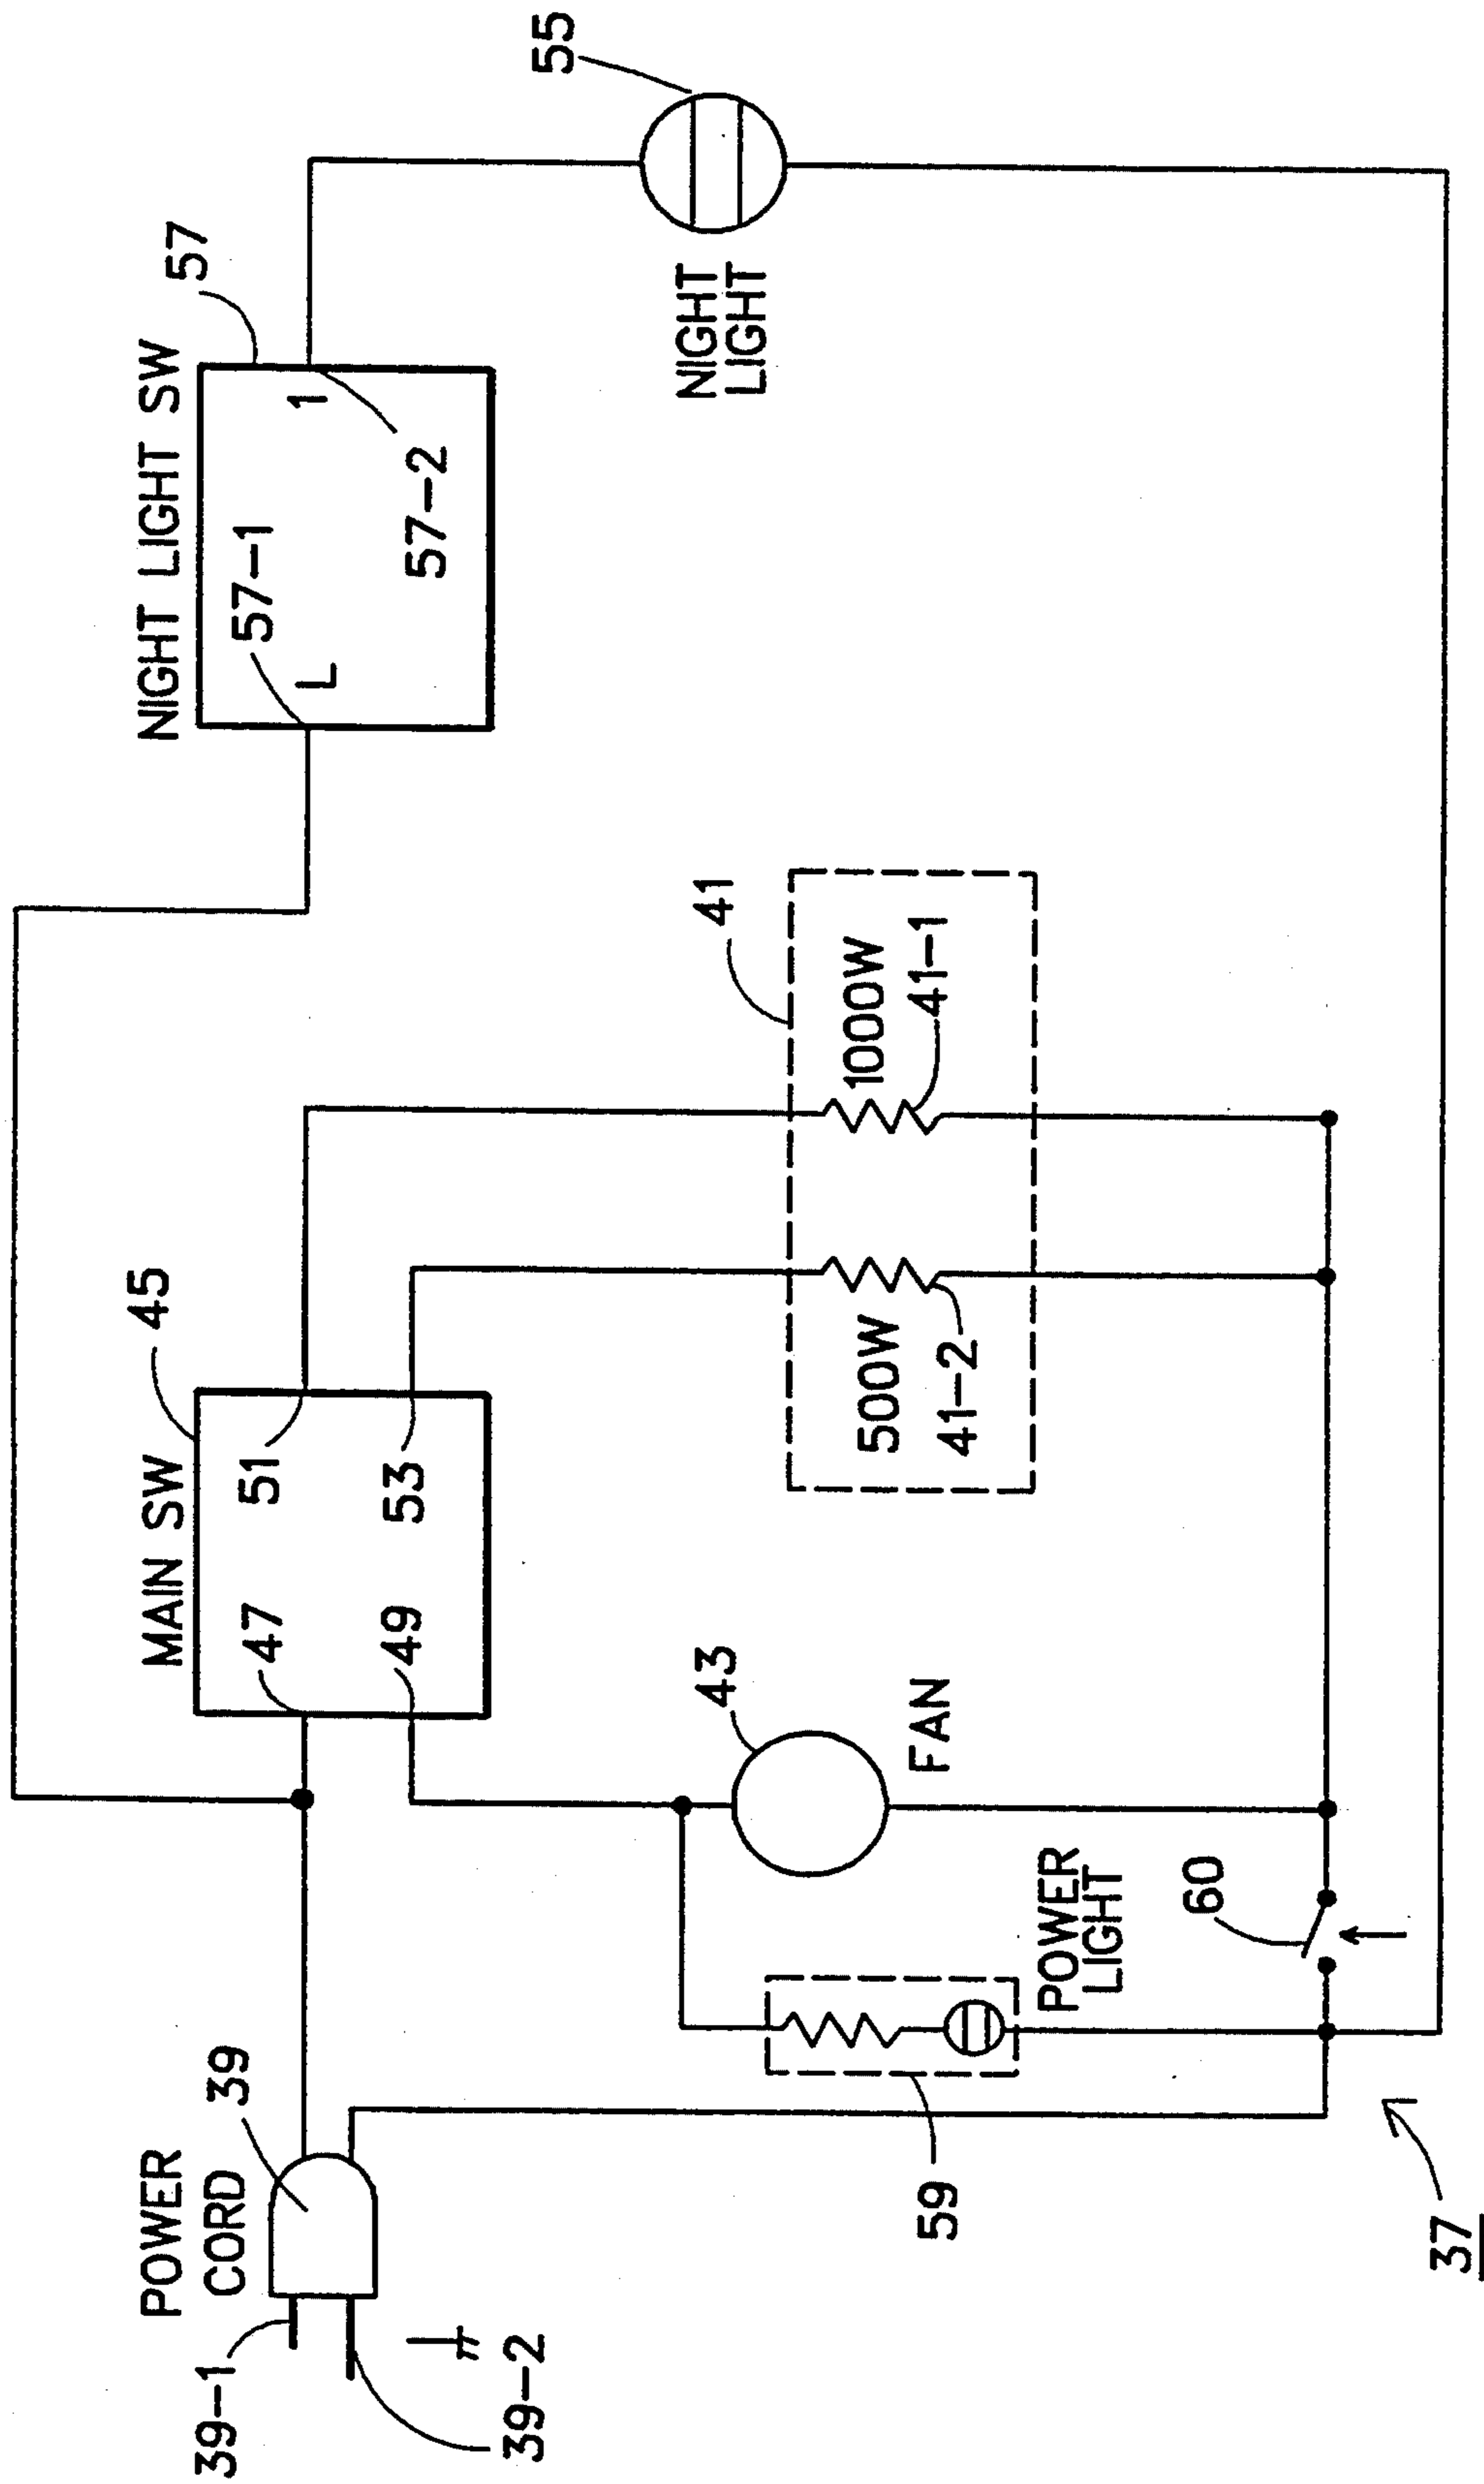 NIGHT LIGHT SW
57
57-1
L
1
57-2
55
NIGHT
LIGHT
MAIN SW
45
47
51
49
53
41
1000W
41-1
500W
41-2
43
FAN
POWER
CORD
39
39-1
39-2
POWER
LIGHT
59
60
37